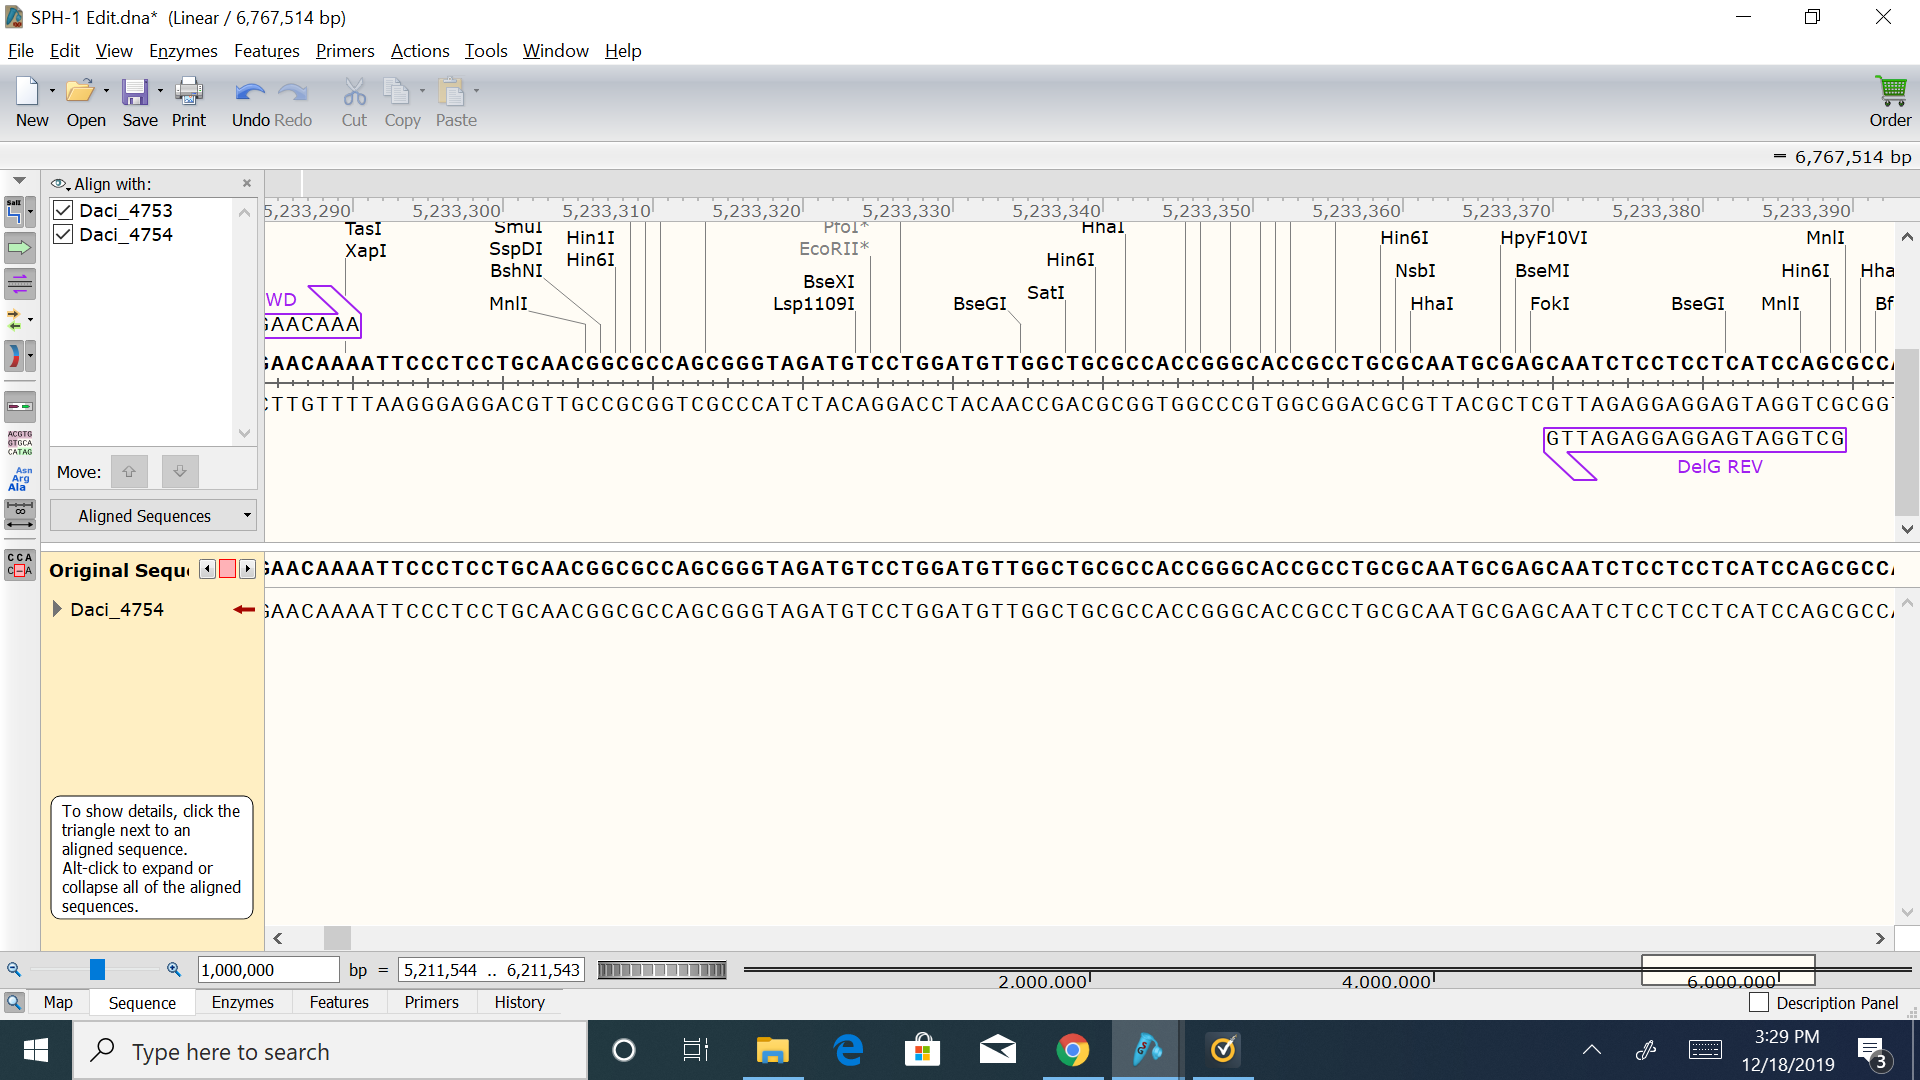 SPH-1 Edit.dna*  (Linear / 6,767,514 bp)
File Edit View Enzymes Features Primers Actions Tools Window Help
New Open Save Print Undo Redo Cut Copy Paste Order
= 6,767,514 bp
Align with:
Daci_4753
Daci_4754
Move:
Aligned Sequences
5,233,290 5,233,300 5,233,310 5,233,320 5,233,330 5,233,340 5,233,350 5,233,360 5,233,370 5,233,380 5,233,390
TasI SmuI PfoI* HhaI
XapI SspDI Hin1I EcoRII* Hin6I HpyF10VI MnlI
BshNI Hin6I BseXI Hin6I NsbI BseMI Hin6I Hha
WD MnlI Lsp1109I BseGI SatI HhaI FokI BseGI MnlI Bf
GAACAAA
GAACAAAATTCCCTCCTGCAACGGCGCCAGCGGGTAGATGTCCTGGATGTTGGCTGCGCCACCGGGCACCGCCTGCGCAATGCGAGCAATCTCCTCCTCATCCAGCGCCA
CTTGTTTTAAGGGAGGACGTTGCCGCGGTCGCCCATCTACAGGACCTACAACCGACGCGGTGGCCCGTGGCGGACGCGTTACGCTCGTTAGAGGAGGAGTAGGTCGCGGT
GTTAGAGGAGGAGTAGGTCG
DelG REV
Original Sequ
GAACAAAATTCCCTCCTGCAACGGCGCCAGCGGGTAGATGTCCTGGATGTTGGCTGCGCCACCGGGCACCGCCTGCGCAATGCGAGCAATCTCCTCCTCATCCAGCGCCA
Daci_4754
GAACAAAATTCCCTCCTGCAACGGCGCCAGCGGGTAGATGTCCTGGATGTTGGCTGCGCCACCGGGCACCGCCTGCGCAATGCGAGCAATCTCCTCCTCATCCAGCGCCA
To show details, click the
triangle next to an
aligned sequence.
Alt-click to expand or
collapse all of the aligned
sequences.
1,000,000 bp = 5,211,544 .. 6,211,543
2,000,000 4,000,000 6,000,000
Map Sequence Enzymes Features Primers History Description Panel
Type here to search
3:29 PM
12/18/2019
3